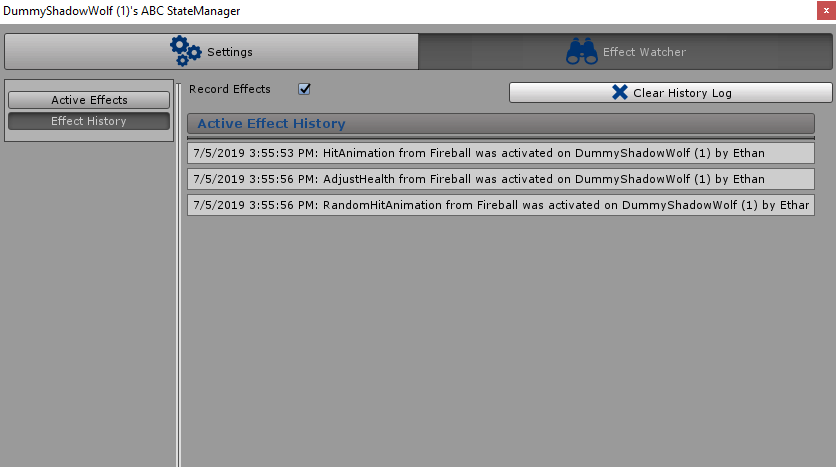 DummyShadowWolf (1)'s ABC StateManager
x
Settings
Effect Watcher
Active Effects
Effect History
Record Effects
Clear History Log
Active Effect History
7/5/2019 3:55:53 PM: HitAnimation from Fireball was activated on DummyShadowWolf (1) by Ethan
7/5/2019 3:55:56 PM: AdjustHealth from Fireball was activated on DummyShadowWolf (1) by Ethan
7/5/2019 3:55:56 PM: RandomHitAnimation from Fireball was activated on DummyShadowWolf (1) by Ethan